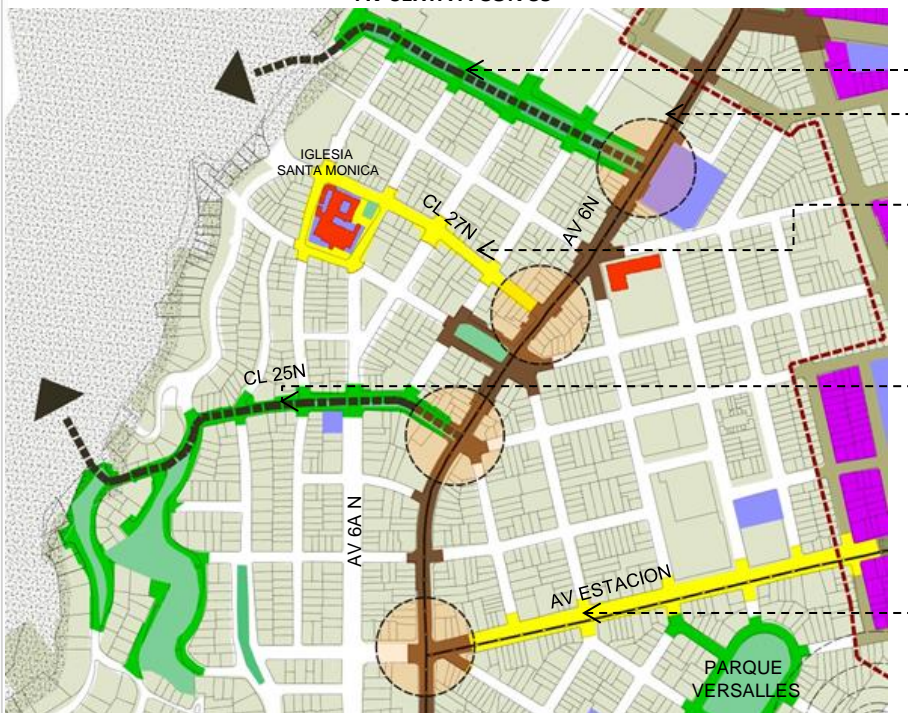 IGLESIA
SANTA MONICA
CL 27N
AV 6N
CL 25N
AV 6A N
AV ESTACION
PARQUE
VERSALLES